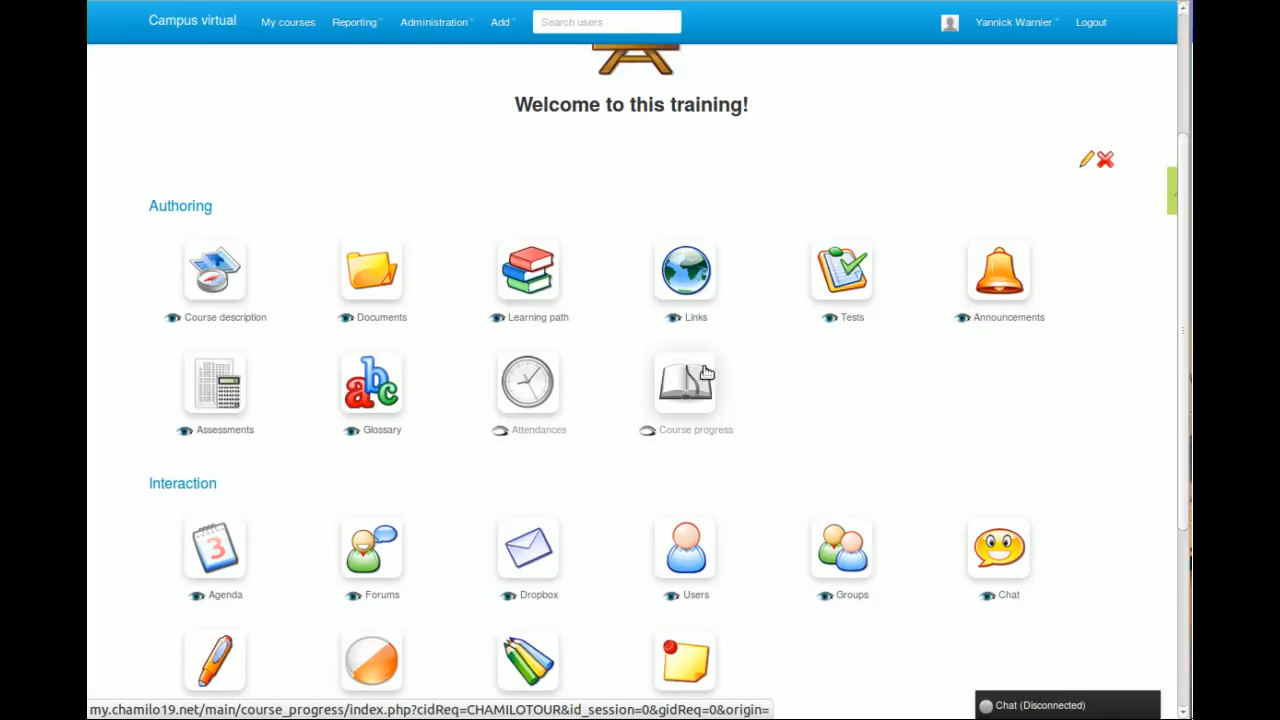 Campus virtual My courses Reporting Administration Add Search users Yannick Warnier Logout
Welcome to this training!
Authoring
Course description Documents Learning path Links Tests Announcements
abc
Assessments Glossary Attendances Course progress
Interaction
3
Agenda Forums Dropbox Users Groups Chat
my.chamilo19.net/main/course_progress/index.php?cidReq=CHAMILOTOUR&id_session=0&gidReq=0&origin=
Chat (Disconnected)